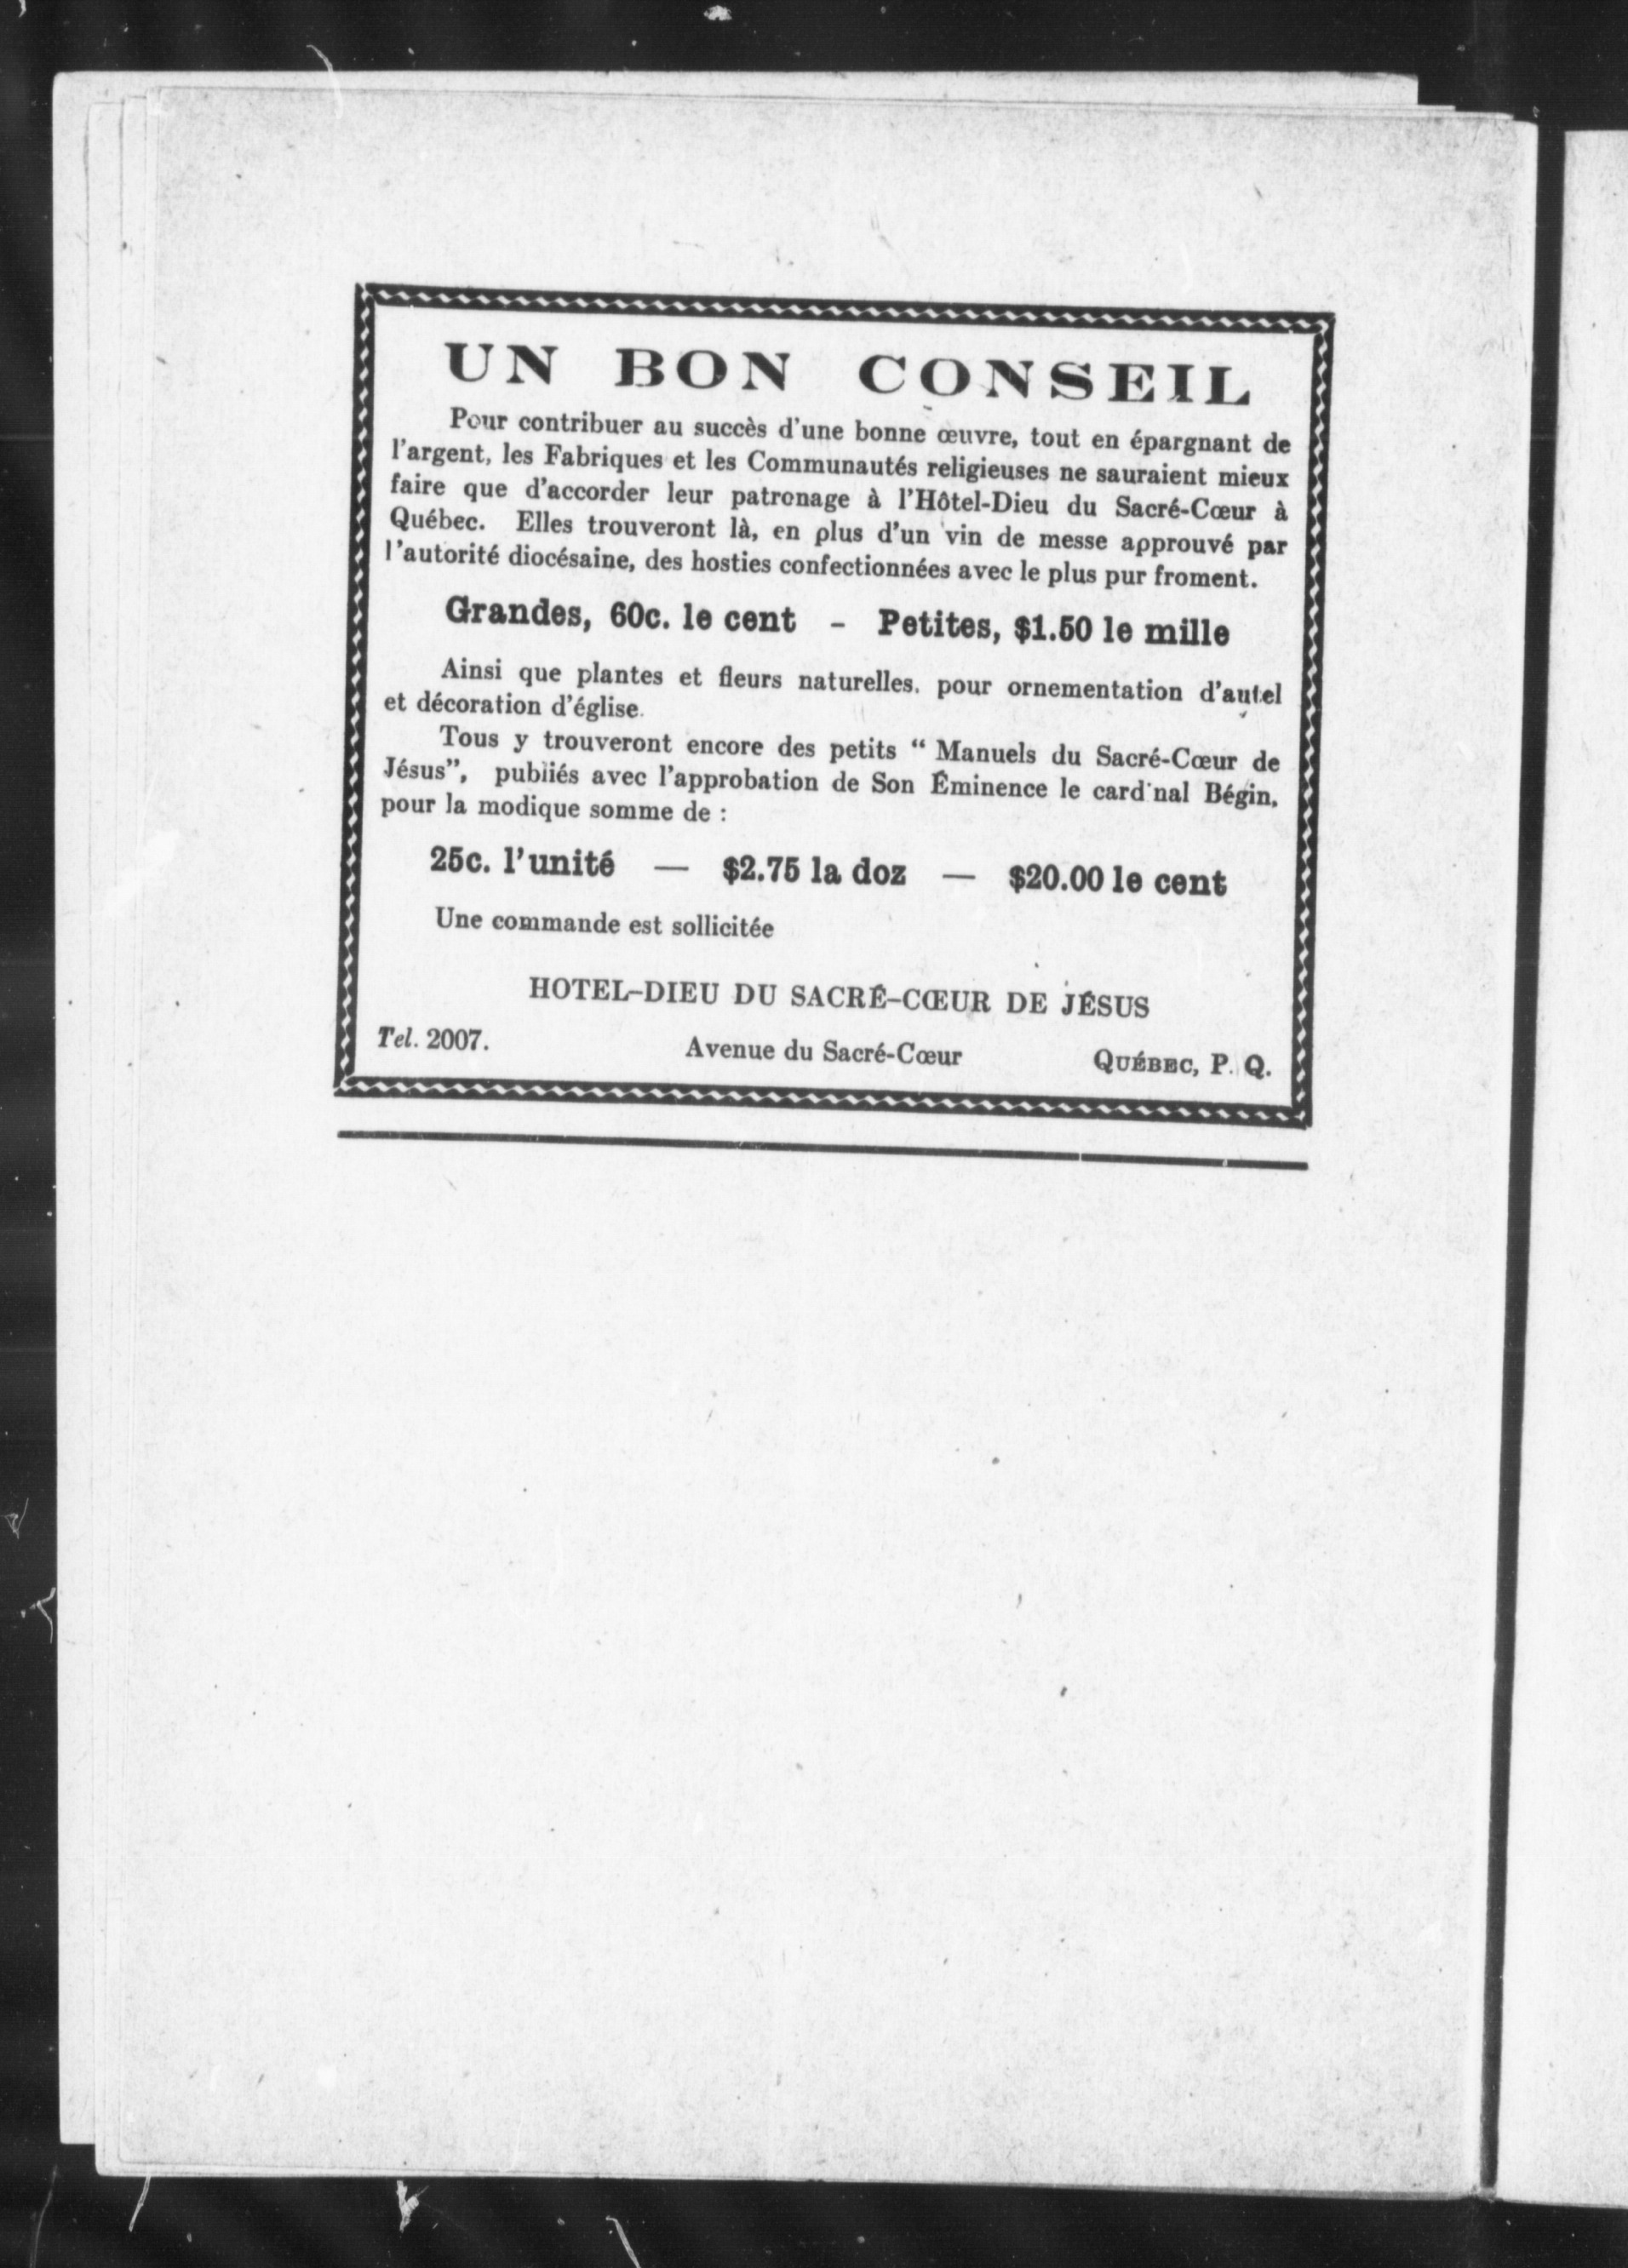 UN BON CONSEIL
Pour contribuer au succès d'une bonne œuvre, tout en épargnant de
l'argent, les Fabriques et les Communautés religieuses ne sauraient mieux
faire que d'accorder leur patronage à l'Hôtel-Dieu du Sacré-Cœur à
Québec. Elles trouveront là, en plus d'un vin de messe approuvé par
l'autorité diocésaine, des hosties confectionnées avec le plus pur froment.
Grandes, 60c. le cent - Petites, $1.50 le mille
Ainsi que plantes et fleurs naturelles, pour ornementation d'autel
et décoration d'église.
Tous y trouveront encore des petits “ Manuels du Sacré-Cœur de
Jésus”, publiés avec l'approbation de Son Éminence le card nal Bégin,
pour la modique somme de :
25c. l'unité — $2.75 la doz — $20.00 le cent
Une commande est sollicitée
HOTEL-DIEU DU SACRÉ-CŒUR DE JÉSUS
Tel. 2007. Avenue du Sacré-Cœur QUÉBEC, P. Q.